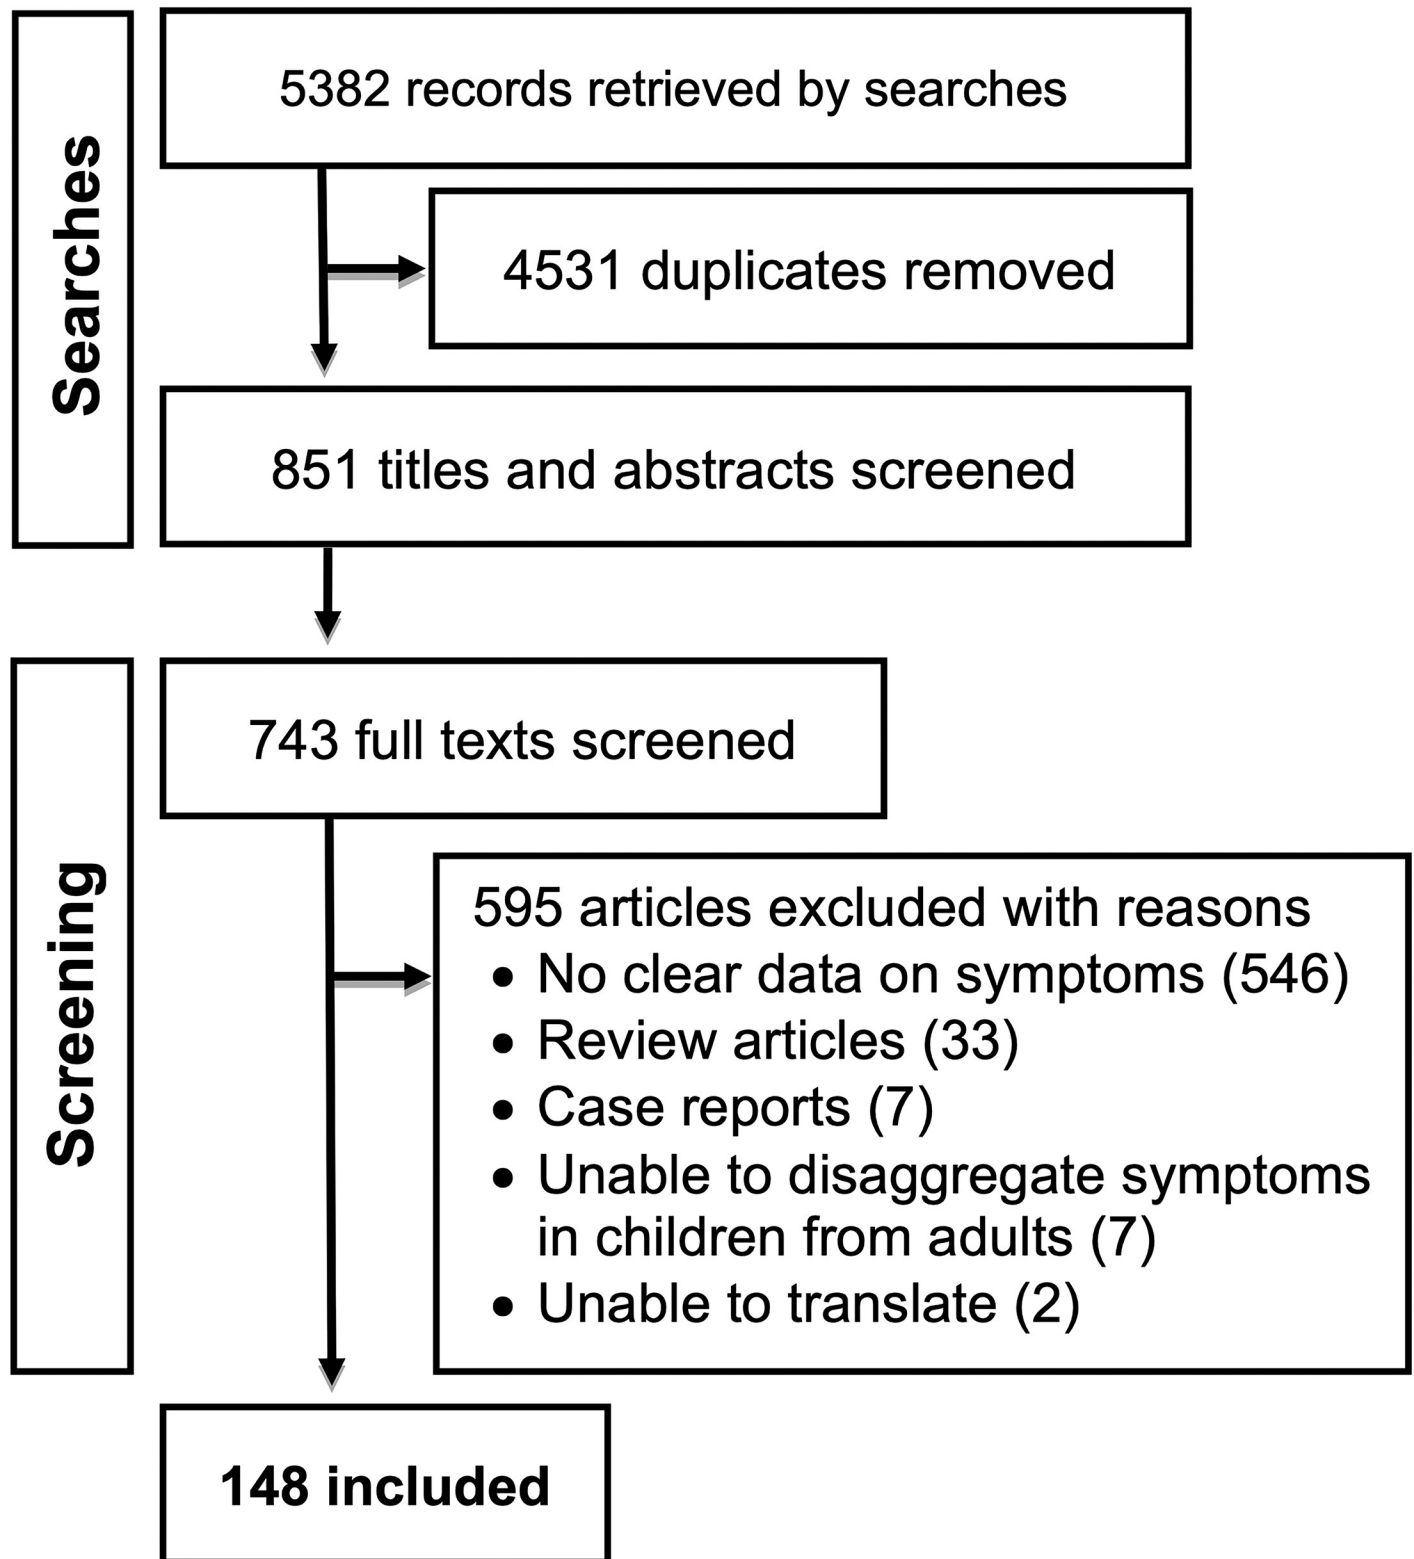 Searches
5382 records retrieved by searches
4531 duplicates removed
851 titles and abstracts screened
Screening
743 full texts screened
595 articles excluded with reasons
• No clear data on symptoms (546)
• Review articles (33)
• Case reports (7)
• Unable to disaggregate symptoms
in children from adults (7)
• Unable to translate (2)
148 included